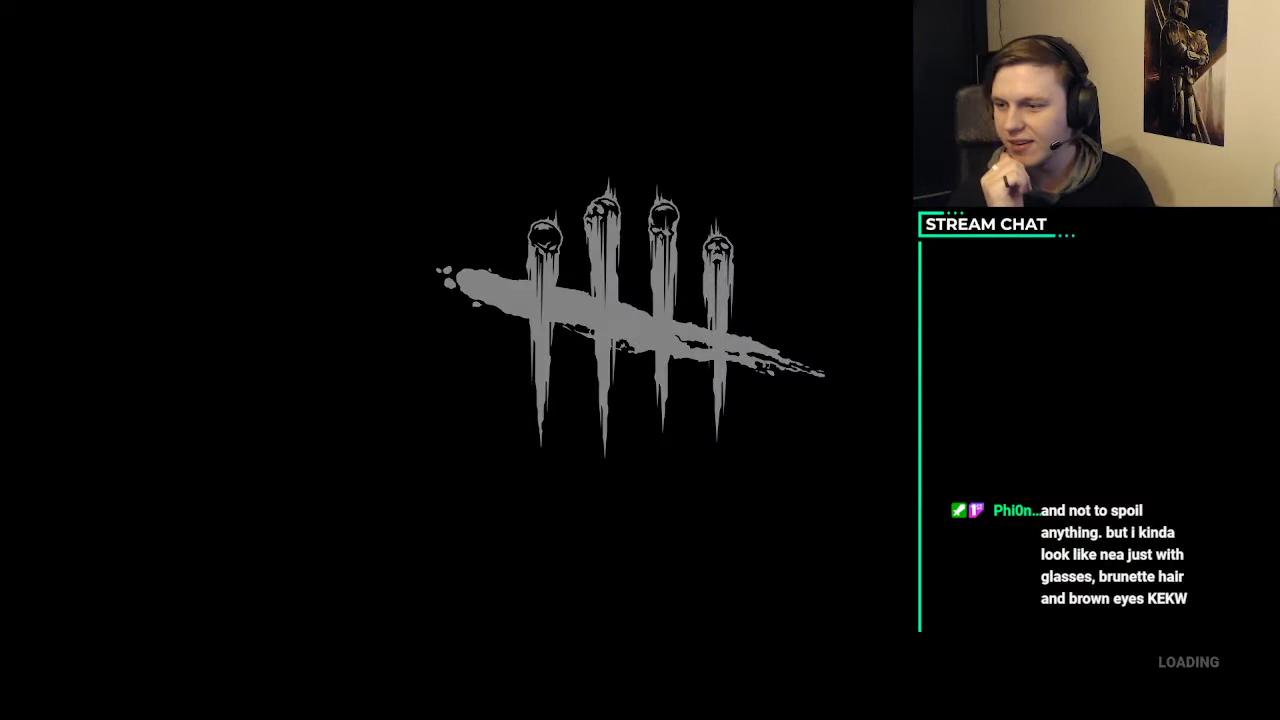 STREAM CHAT
Phi0n... and not to spoil
anything. but i kinda
look like nea just with
glasses, brunette hair
and brown eyes KEKW
LOADING